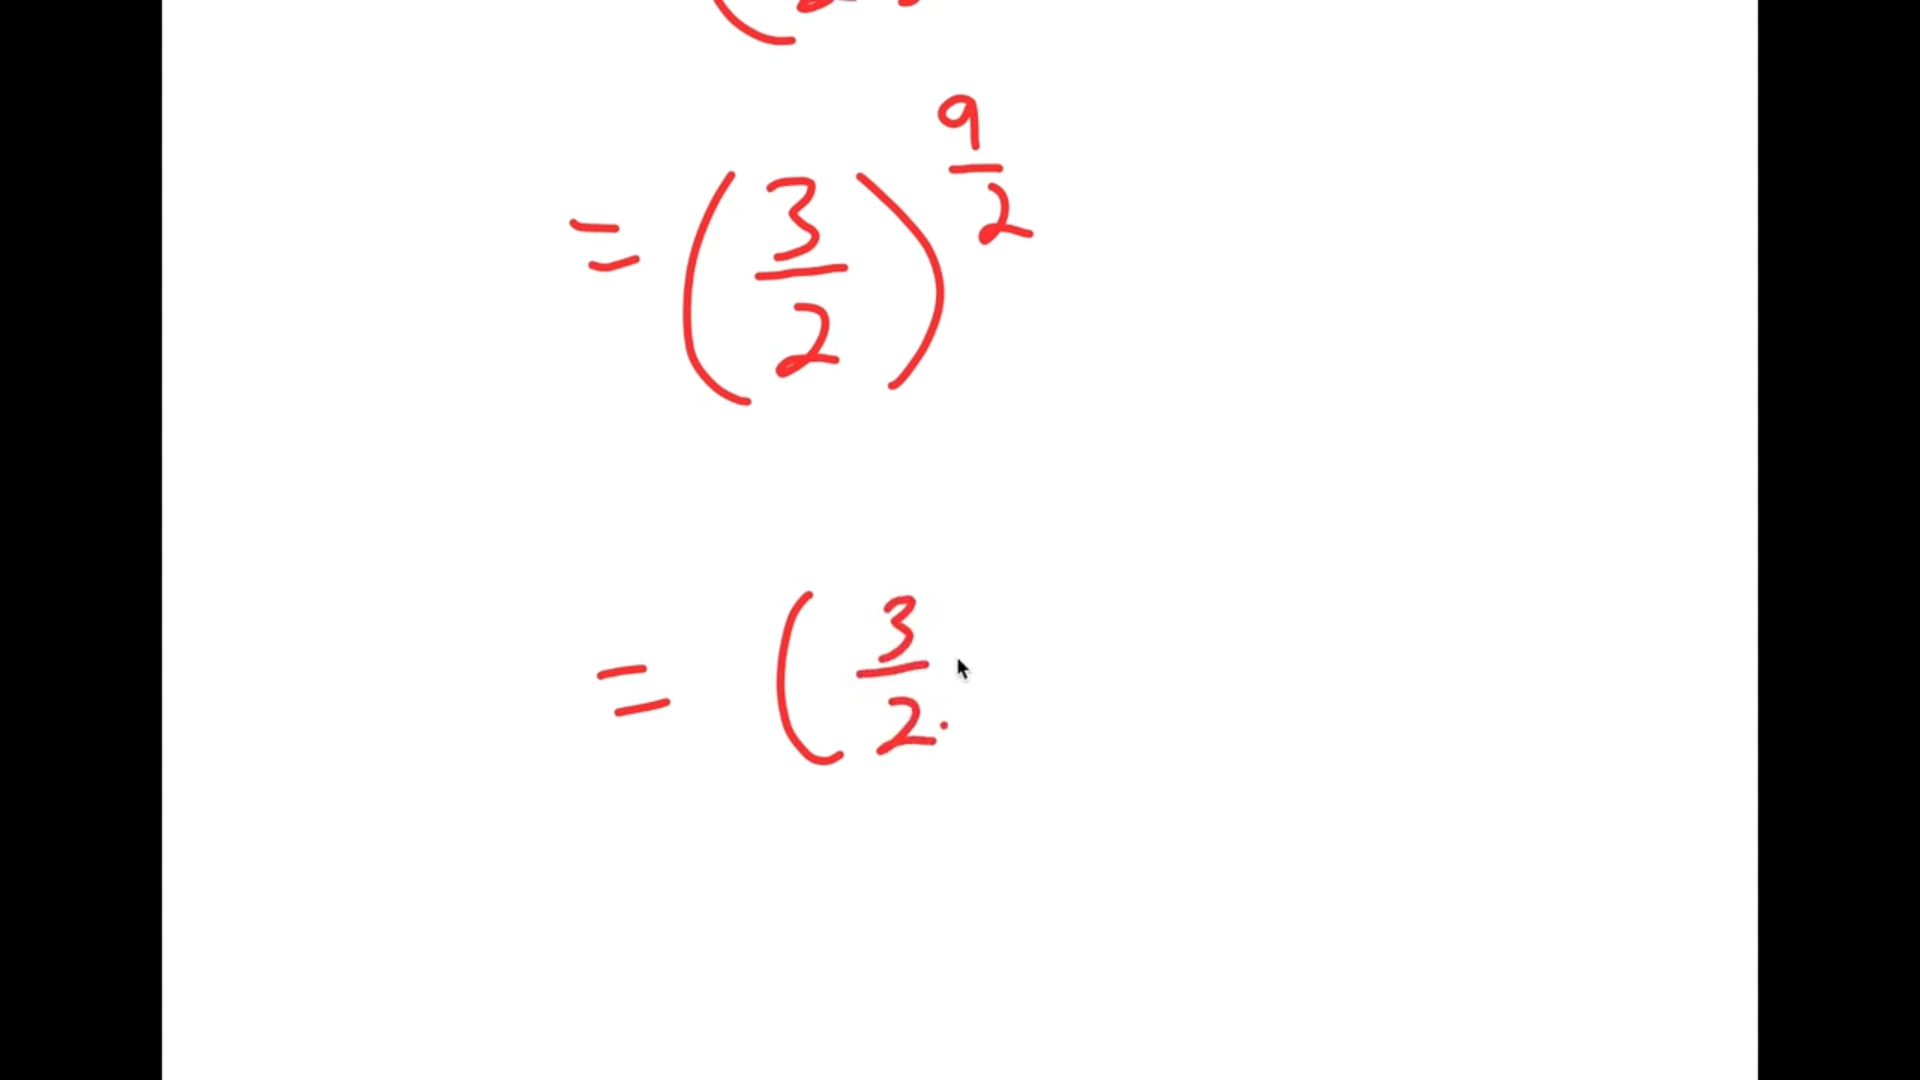 = (3/2)^(9/2)
= (3/2.